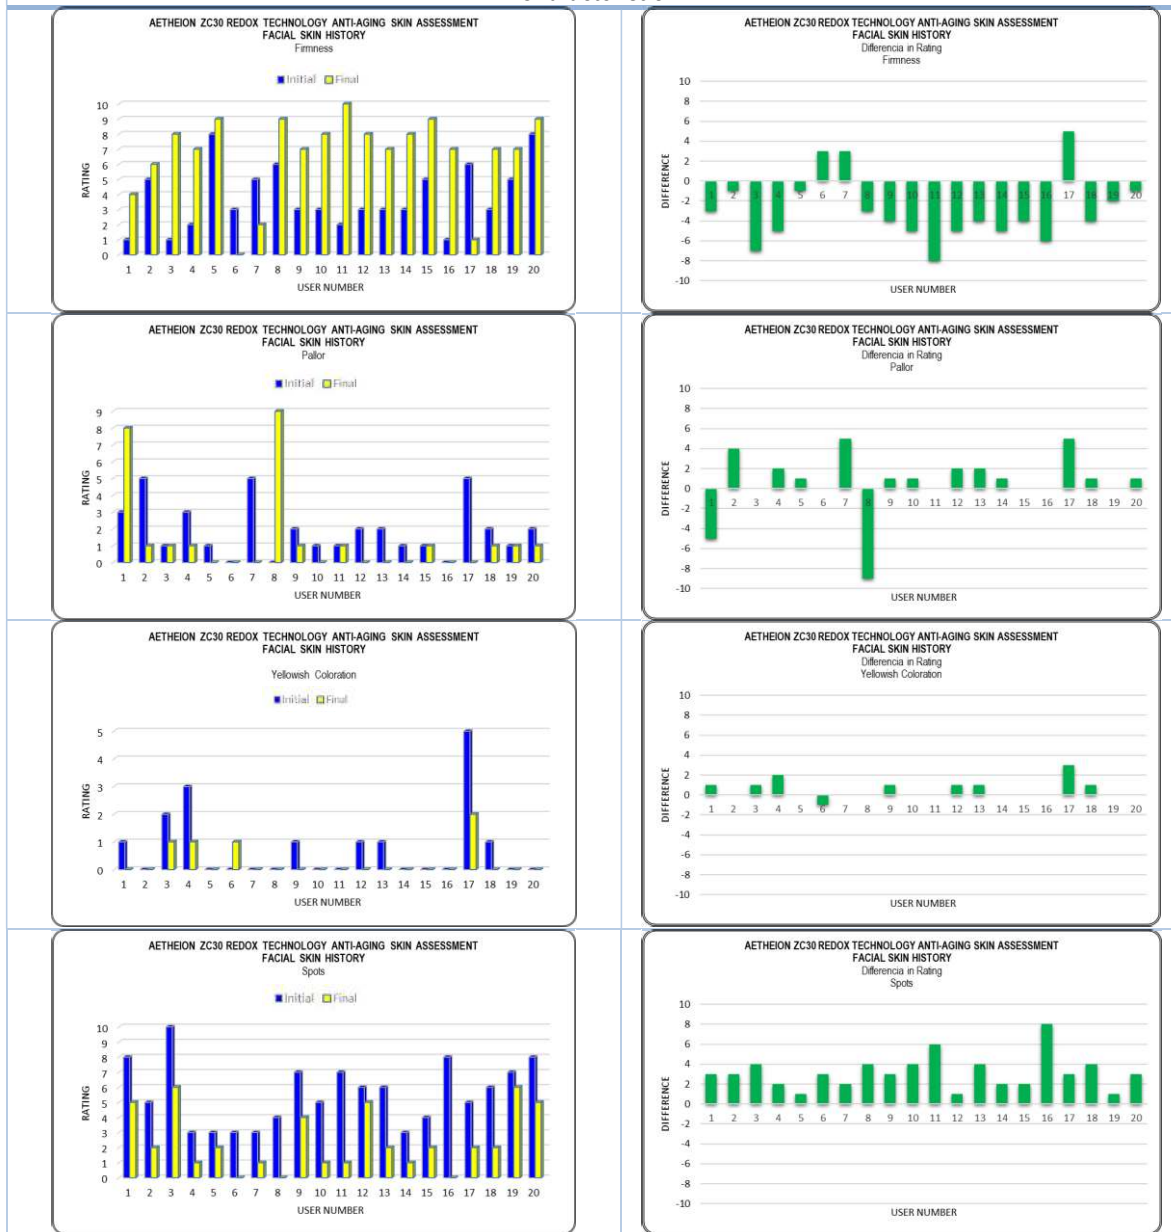 AETHEION ZC30 REDOX TECHNOLOGY ANTI-AGING SKIN ASSESSMENT
FACIAL SKIN HISTORY
Firmness
Initial Final
10
9
8
7
6
5
4
3
2
1
0
RATING
1 2 3 4 5 6 7 8 9 10 11 12 13 14 15 16 17 18 19 20
USER NUMBER
AETHEION ZC30 REDOX TECHNOLOGY ANTI-AGING SKIN ASSESSMENT
FACIAL SKIN HISTORY
Differencia in Rating
Firmness
10
8
6
4
2
0
-2
-4
-6
-8
-10
DIFFERENCE
1 2 3 4 5 6 7 8 9 10 11 12 13 14 15 16 17 18 19 20
USER NUMBER
AETHEION ZC30 REDOX TECHNOLOGY ANTI-AGING SKIN ASSESSMENT
FACIAL SKIN HISTORY
Pallor
Initial Final
9
8
7
6
5
4
3
2
1
0
RATING
1 2 3 4 5 6 7 8 9 10 11 12 13 14 15 16 17 18 19 20
USER NUMBER
AETHEION ZC30 REDOX TECHNOLOGY ANTI-AGING SKIN ASSESSMENT
FACIAL SKIN HISTORY
Differencia in Rating
Pallor
10
8
6
4
2
0
-2
-4
-6
-8
-10
DIFFERENCE
1 2 3 4 5 6 7 8 9 10 11 12 13 14 15 16 17 18 19 20
USER NUMBER
AETHEION ZC30 REDOX TECHNOLOGY ANTI-AGING SKIN ASSESSMENT
FACIAL SKIN HISTORY
Yellowish Coloration
Initial Final
5
4
3
2
1
0
RATING
1 2 3 4 5 6 7 8 9 10 11 12 13 14 15 16 17 18 19 20
USER NUMBER
AETHEION ZC30 REDOX TECHNOLOGY ANTI-AGING SKIN ASSESSMENT
FACIAL SKIN HISTORY
Differencia in Rating
Yellowish Coloration
10
8
6
4
2
0
-2
-4
-6
-8
-10
DIFFERENCE
1 2 3 4 5 6 7 8 9 10 11 12 13 14 15 16 17 18 19 20
USER NUMBER
AETHEION ZC30 REDOX TECHNOLOGY ANTI-AGING SKIN ASSESSMENT
FACIAL SKIN HISTORY
Spots
Initial Final
10
9
8
7
6
5
4
3
2
1
0
RATING
1 2 3 4 5 6 7 8 9 10 11 12 13 14 15 16 17 18 19 20
USER NUMBER
AETHEION ZC30 REDOX TECHNOLOGY ANTI-AGING SKIN ASSESSMENT
FACIAL SKIN HISTORY
Differencia in Rating
Spots
10
8
6
4
2
0
-2
-4
-6
-8
-10
DIFFERENCE
1 2 3 4 5 6 7 8 9 10 11 12 13 14 15 16 17 18 19 20
USER NUMBER